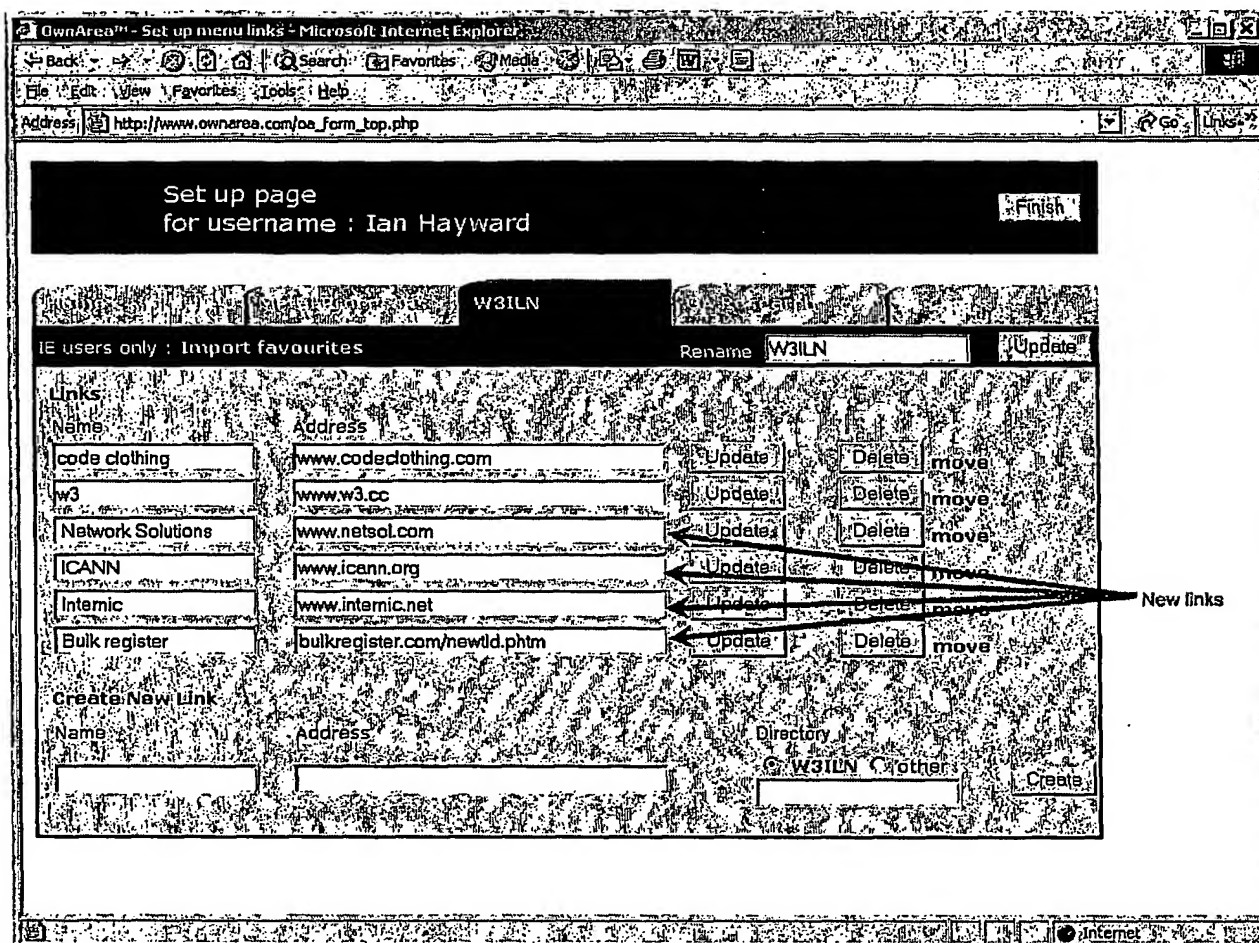 OwnArea™ - Set up menu links - Microsoft Internet Explorer
Back Search Favorites Media
File Edit View Favorites Tools Help
Address http://www.ownarea.com/oa_form_top.php Go Links »
Set up page
for username : Ian Hayward
Finish
W3ILN
IE users only : Import favourites Rename W3ILN Update
Links
Name Address
code clothing www.codeclothing.com Update Delete move
w3 www.w3.cc Update Delete move
Network Solutions www.netsol.com Update Delete move
ICANN www.icann.org Update Delete move
Internic www.internic.net Update Delete move
New links
Bulk register bulkregister.com/newtld.phtm Update Delete move
Create New Link
Name Address Directory
W3ILN other
Create
Internet